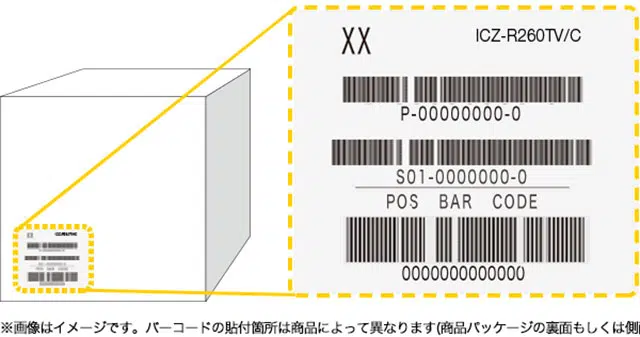 XX
ICZ-R260TV/C
P-00000000-0
S01-0000000-0
POS BAR CODE
0000000000000
※画像はイメージです。バーコードの貼付箇所は商品によって異なります(商品パッケージの裏面もしくは側